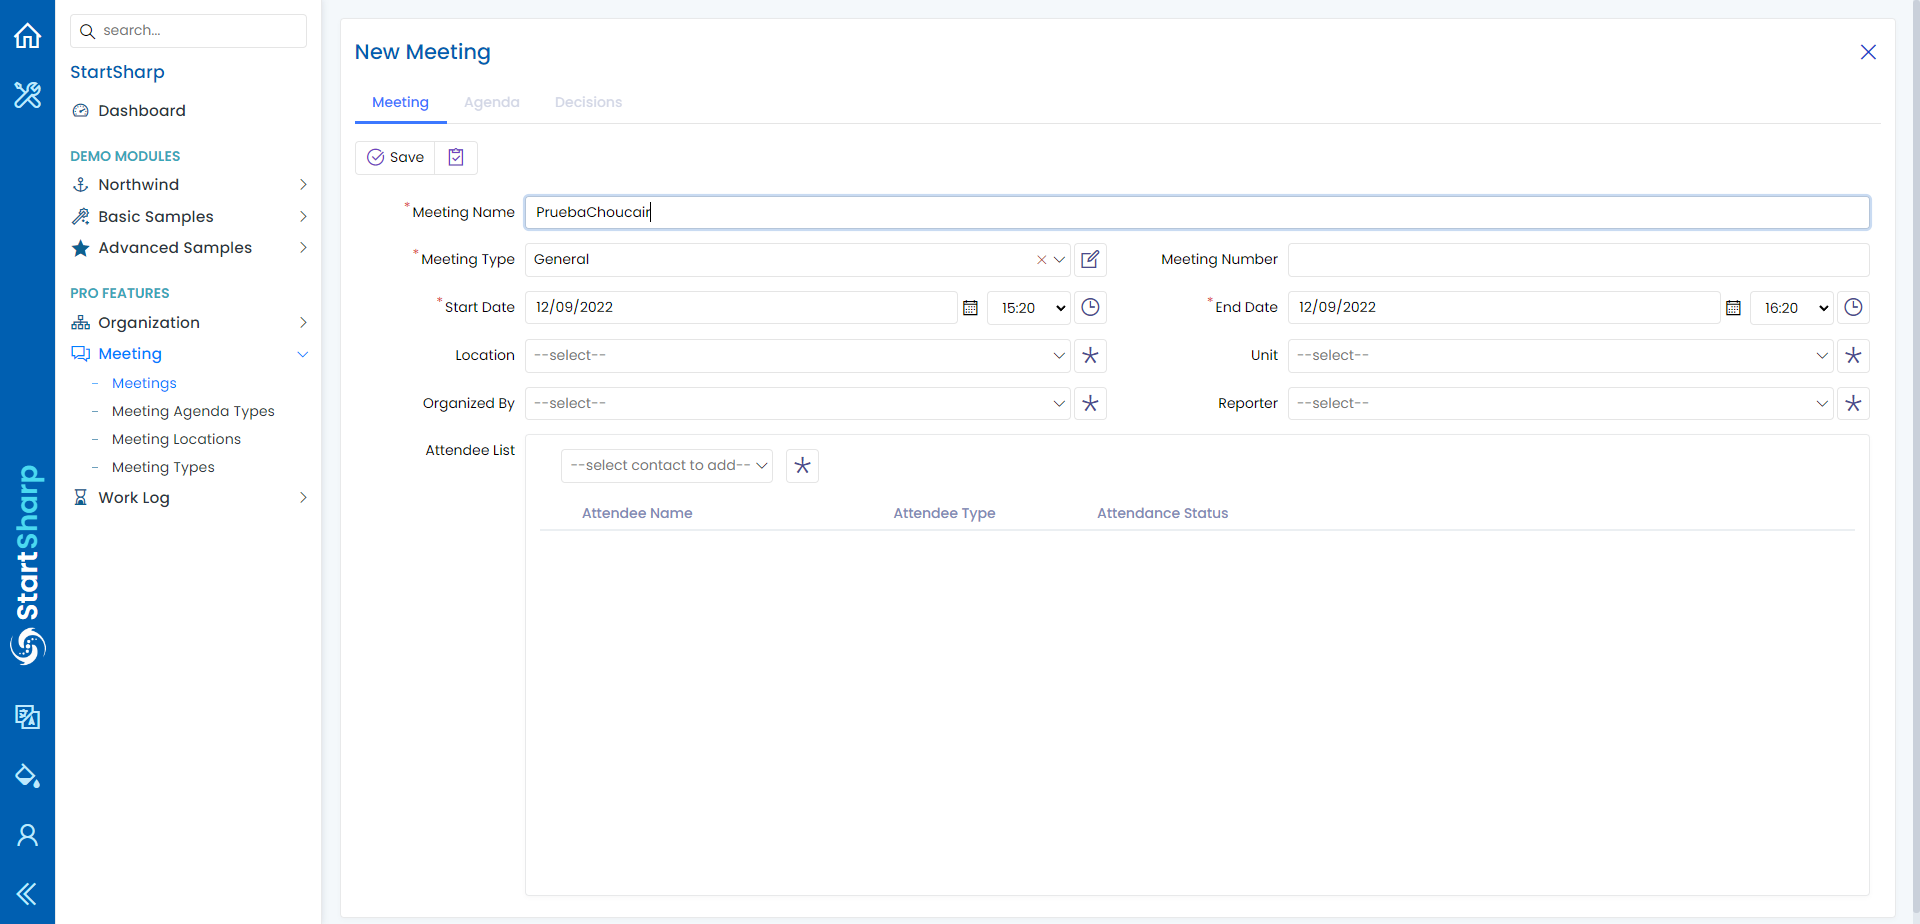 search...
StartSharp
Dashboard
DEMO MODULES
Northwind
Basic Samples
Advanced Samples
PRO FEATURES
Organization
Meeting
Meetings
Meeting Agenda Types
Meeting Locations
Meeting Types
Work Log
StartSharp
New Meeting
Meeting Agenda Decisions
Save
* Meeting Name PruebaChoucair
* Meeting Type General Meeting Number
* Start Date 12/09/2022 15:20 * End Date 12/09/2022 16:20
Location --select-- Unit --select--
Organized By --select-- Reporter --select--
Attendee List --select contact to add--
Attendee Name Attendee Type Attendance Status